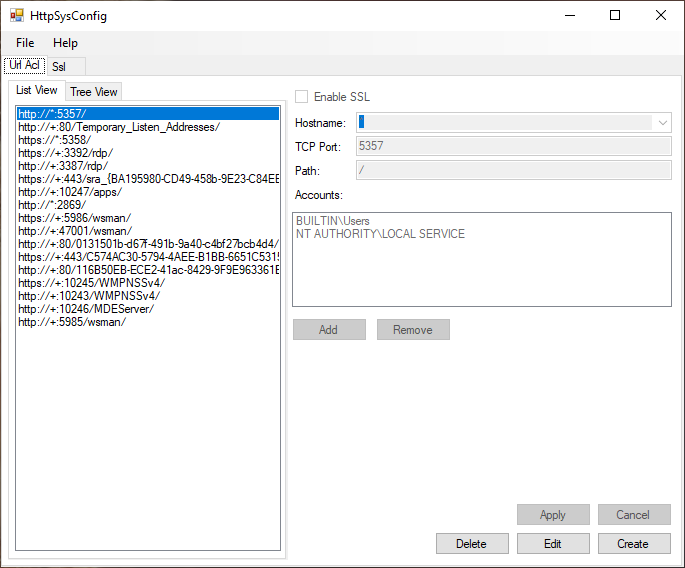 HttpSysConfig
File Help
Url Acl Ssl
List View Tree View
http://*:5357/
http://+:80/Temporary_Listen_Addresses/
https://*:5358/
http://+:3392/rdp/
http://+:3387/rdp/
https://+:443/sra_{BA195980-CD49-458b-9E23-C84EE
http://+:10247/apps/
http://*:2869/
https://+:5986/wsman/
http://+:47001/wsman/
http://+:80/0131501b-d67f-491b-9a40-c4bf27bcb4d4/
https://+:443/C574AC30-5794-4AEE-B1BB-6651C5315
http://+:80/116B50EB-ECE2-41ac-8429-9F9E963361E
https://+:10245/WMPNSSv4/
http://+:10243/WMPNSSv4/
http://+:10246/MDEServer/
http://+:5985/wsman/
Enable SSL
Hostname:
TCP Port: 5357
Path: /
Accounts:
BUILTIN\Users
NT AUTHORITY\LOCAL SERVICE
Add Remove
Apply Cancel
Delete Edit Create